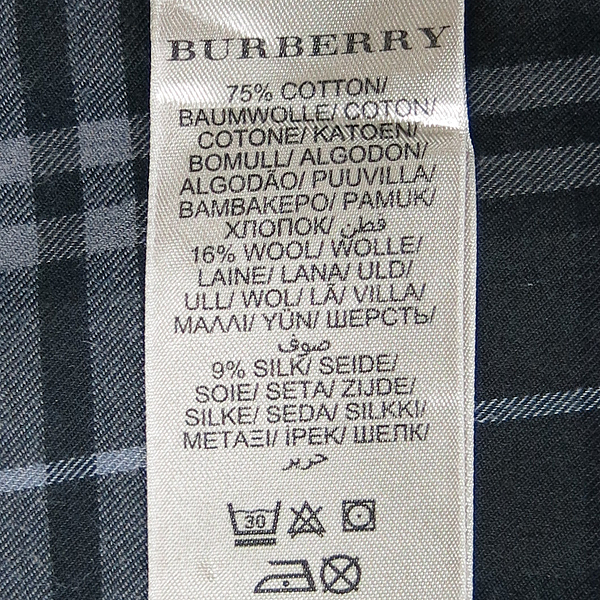 BURBERRY
75% COTTON/
BAUMWOLLE/ COTON/
COTONE/ KATOEN/
BOMULL/ ALGODON/
ALGODÃO/ PUUVILLA/
ΒΑΜΒΑΚΕΡΟ/ PAMUK/
ХЛОПОК/ قطن/
16% WOOL/ WOLLE/
LAINE/ LANA/ ULD/
ULL/ WOL/ LÃ/ VILLA/
ΜΑΛΛΙ/ YÜN/ ШЕРСТЬ/
صوف
9% SILK/ SEIDE/
SOIE/ SETA/ ZIJDE/
SILKE/ SEDA/ SILKKI/
ΜΕΤΑΞΙ/ İPEK/ ШЕЛК/
حرير
30